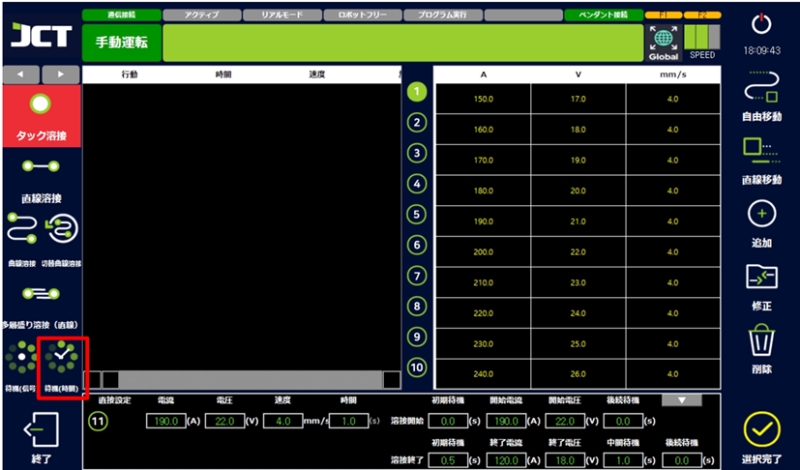 JCT
通信接続 アクティブ リアルモード ロボットフリー プログラム実行 ペンダント接続 F1 F2
手動運転 Global SPEED
18:09:43
行動 時間 速度
A V mm/s
1 150.0 17.0 4.0
2 160.0 18.0 4.0
3 170.0 19.0 4.0
4 180.0 20.0 4.0
5 190.0 21.0 4.0
6 200.0 22.0 4.0
7 210.0 23.0 4.0
8 220.0 24.0 4.0
9 230.0 25.0 4.0
10 240.0 26.0 4.0
タック溶接
直線溶接
曲線溶接 切替曲線溶接
多層盛り溶接（直線）
待機(信号 待機(時間)
終了
自由移動
直線移動
追加
修正
削除
選択完了
直接設定 電流 電圧 速度 時間
11 190.0 (A) 22.0 (V) 4.0 mm/s 1.0 (s)
初期待機 開始電流 開始電圧 後続待機
溶接開始 0.0 (s) 190.0 (A) 22.0 (V) 0.0 (s)
初期待機 終了電流 終了電圧 中間待機 後続待機
溶接終了 0.5 (s) 120.0 (A) 18.0 (V) 1.0 (s) 0.0 (s)